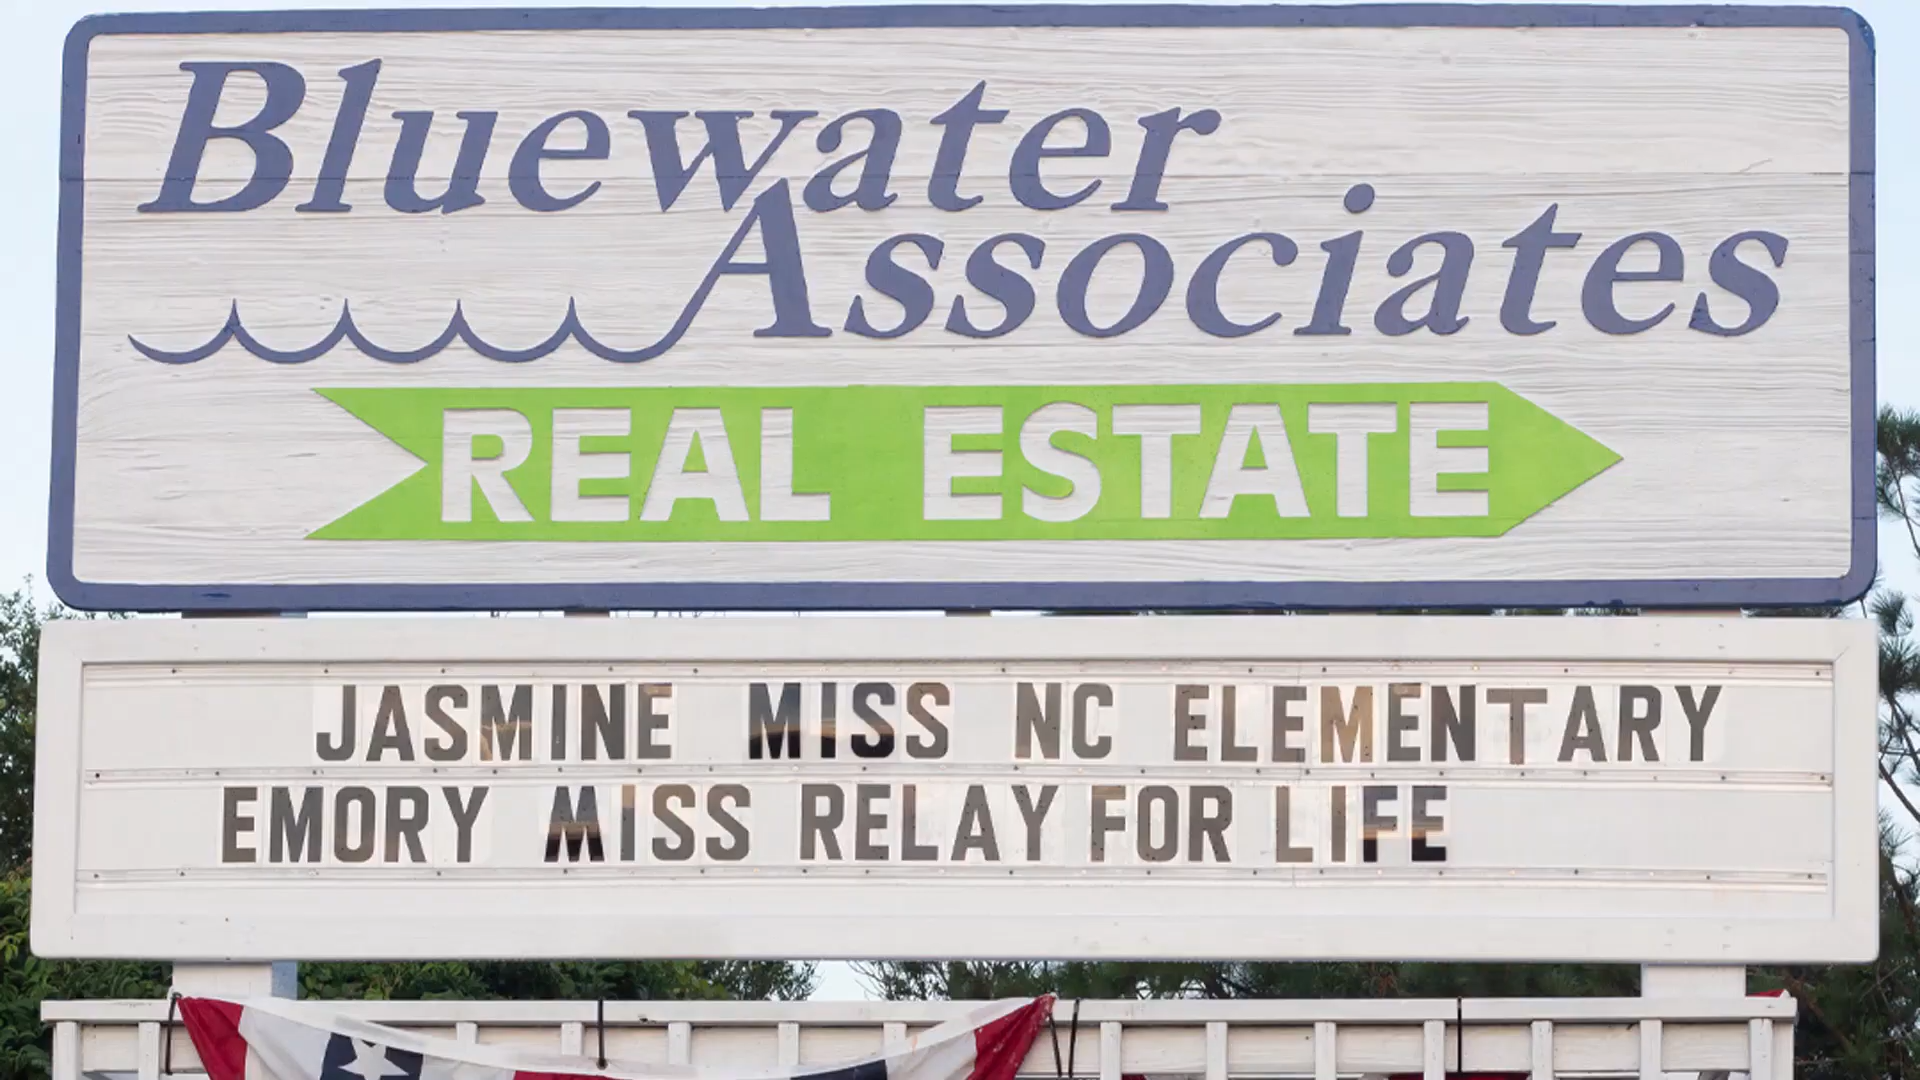 Bluewater
Associates
REAL ESTATE
JASMINE MISS NC ELEMENTARY
EMORY MISS RELAY FOR LIFE